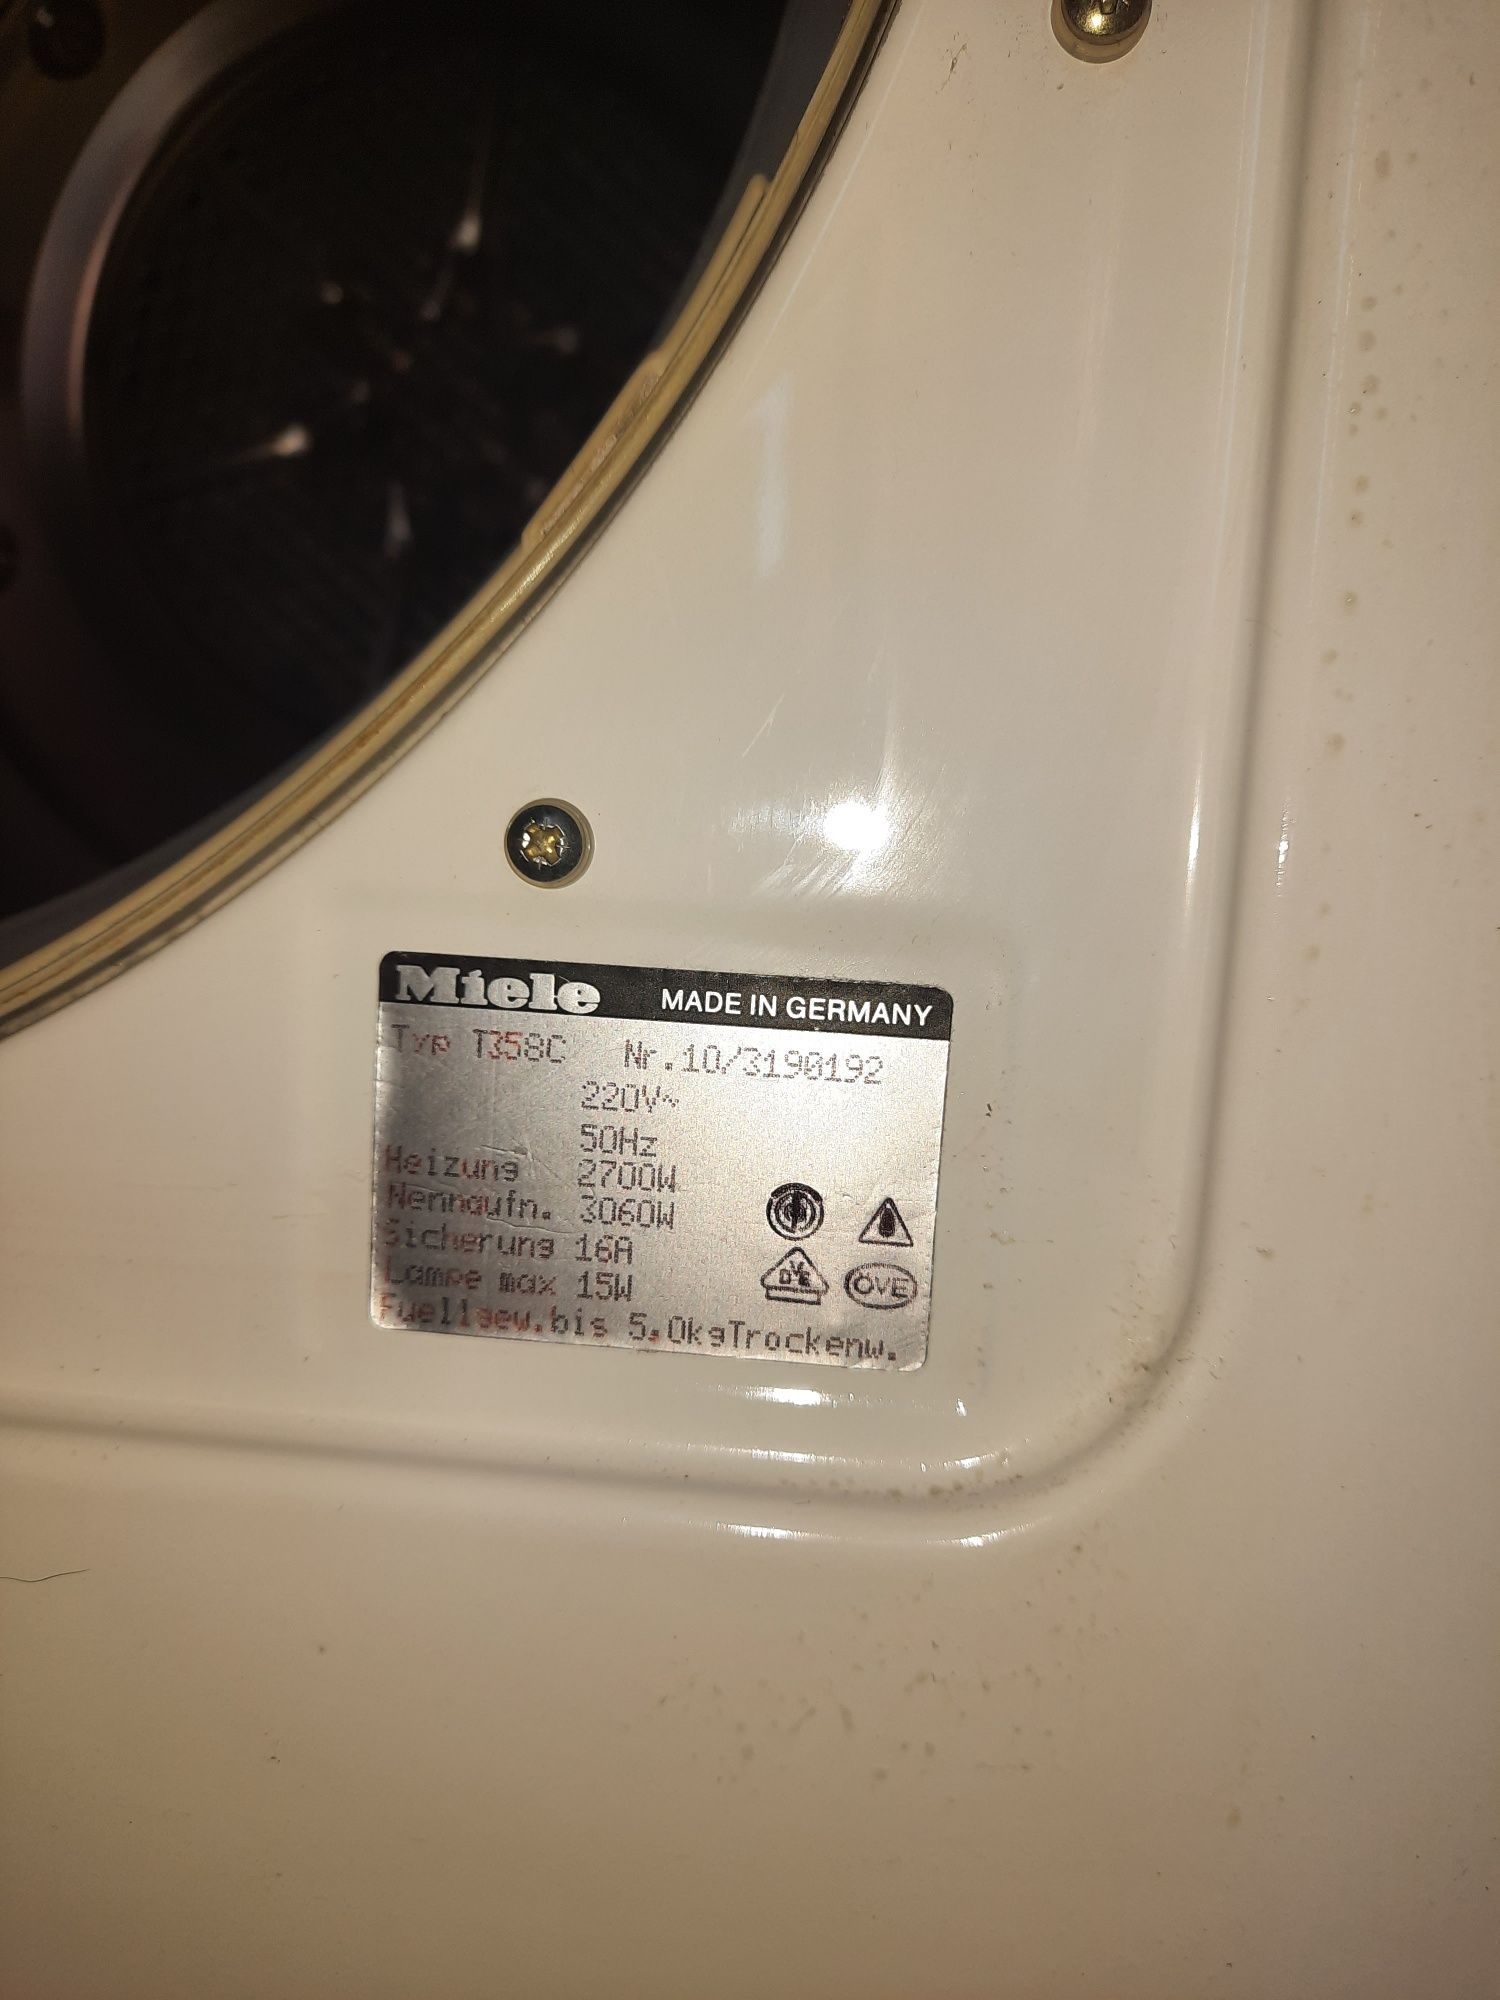 Miele MADE IN GERMANY
Typ T358C Nr.10/3190192
220V~
50Hz
Heizung 2700W
Nennaufn. 3060W
Sicherung 16A
Lampe max 15W
Fuellgew.bis 5.0kgTrockenw.
DVE
ÖVE